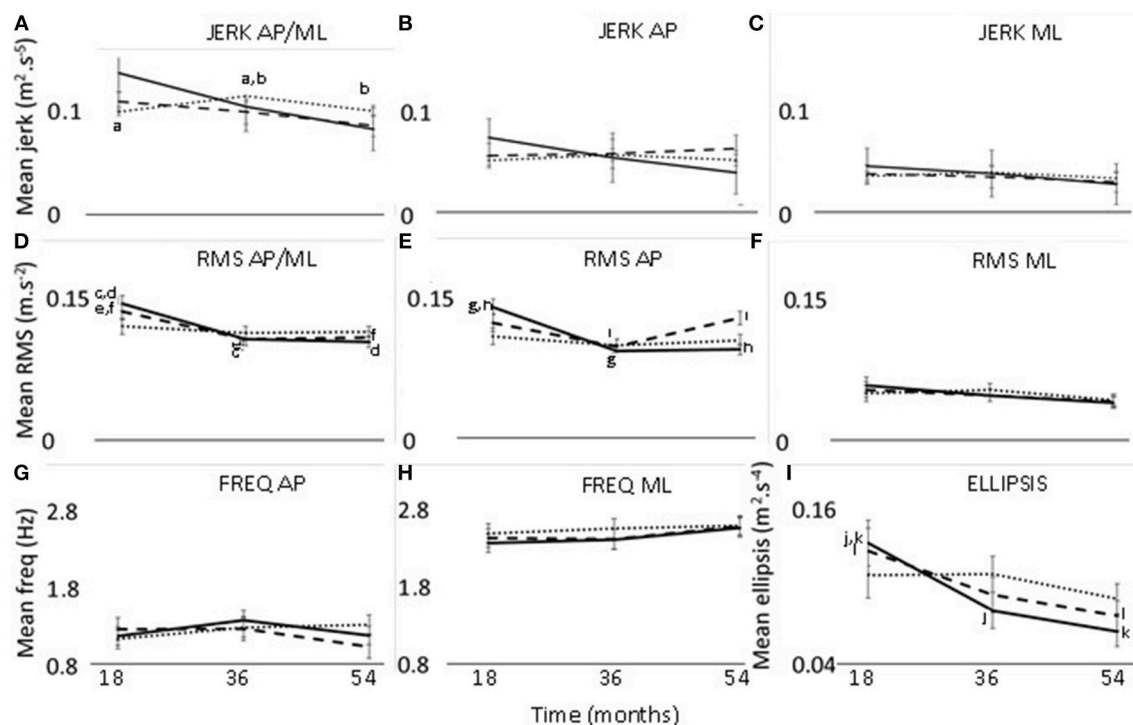 A JERK AP/ML B JERK AP C JERK ML
Mean jerk (m².s⁻⁵)
0.1 a,b b 0.1 0.1
a
0 0 0
D RMS AP/ML E RMS AP F RMS ML
Mean RMS (m.s⁻²)
0.15 c,d 0.15 g,h 0.15
e,f f ı ı
c d g h
0 0 0
G FREQ AP H FREQ ML I ELLIPSIS
Mean freq (Hz) Mean ellipsis (m².s⁻⁴)
2.8 2.8 0.16
j,k
l
1.8 1.8 l
j k
0.8 0.8 0.04
18 36 54 18 36 54 18 36 54
Time (months)